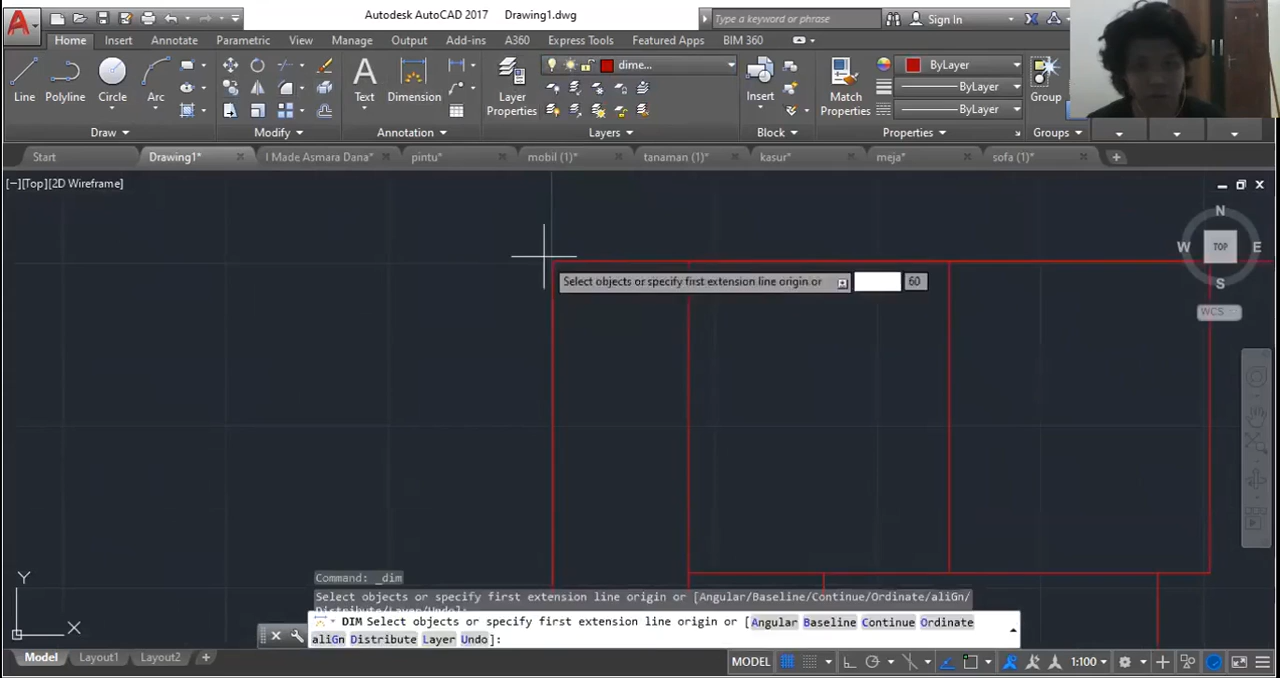 Autodesk AutoCAD 2017 Drawing1.dwg
Type a keyword or phrase
Sign In
Home Insert Annotate Parametric View Manage Output Add-ins A360 Express Tools Featured Apps BIM 360
Line Polyline Circle Arc
Text Dimension
Layer Properties
dime...
Insert
Match Properties
ByLayer
ByLayer
ByLayer
Group
Draw Modify Annotation Layers Block Properties Groups
Start Drawing1* I Made Asmara Dana* pintu* mobil (1)* tanaman (1)* kasur* meja* sofa (1)*
[−][Top][2D Wireframe]
N
W TOP E
S
WCS
Select objects or specify first extension line origin or 60
Y
X
Command: _dim
Select objects or specify first extension line origin or [Angular/Baseline/Continue/Ordinate/aliGn/
Distribute/Layer/Undo]:
DIM Select objects or specify first extension line origin or [Angular Baseline Continue Ordinate
aliGn Distribute Layer Undo]:
Model Layout1 Layout2 +
MODEL 1:100